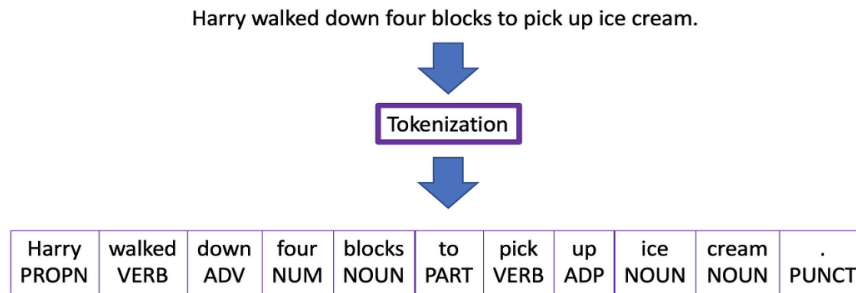 Harry walked down four blocks to pick up ice cream.
Tokenization
Harry walked down four blocks to pick up ice cream .
PROPN VERB ADV NUM NOUN PART VERB ADP NOUN NOUN PUNCT